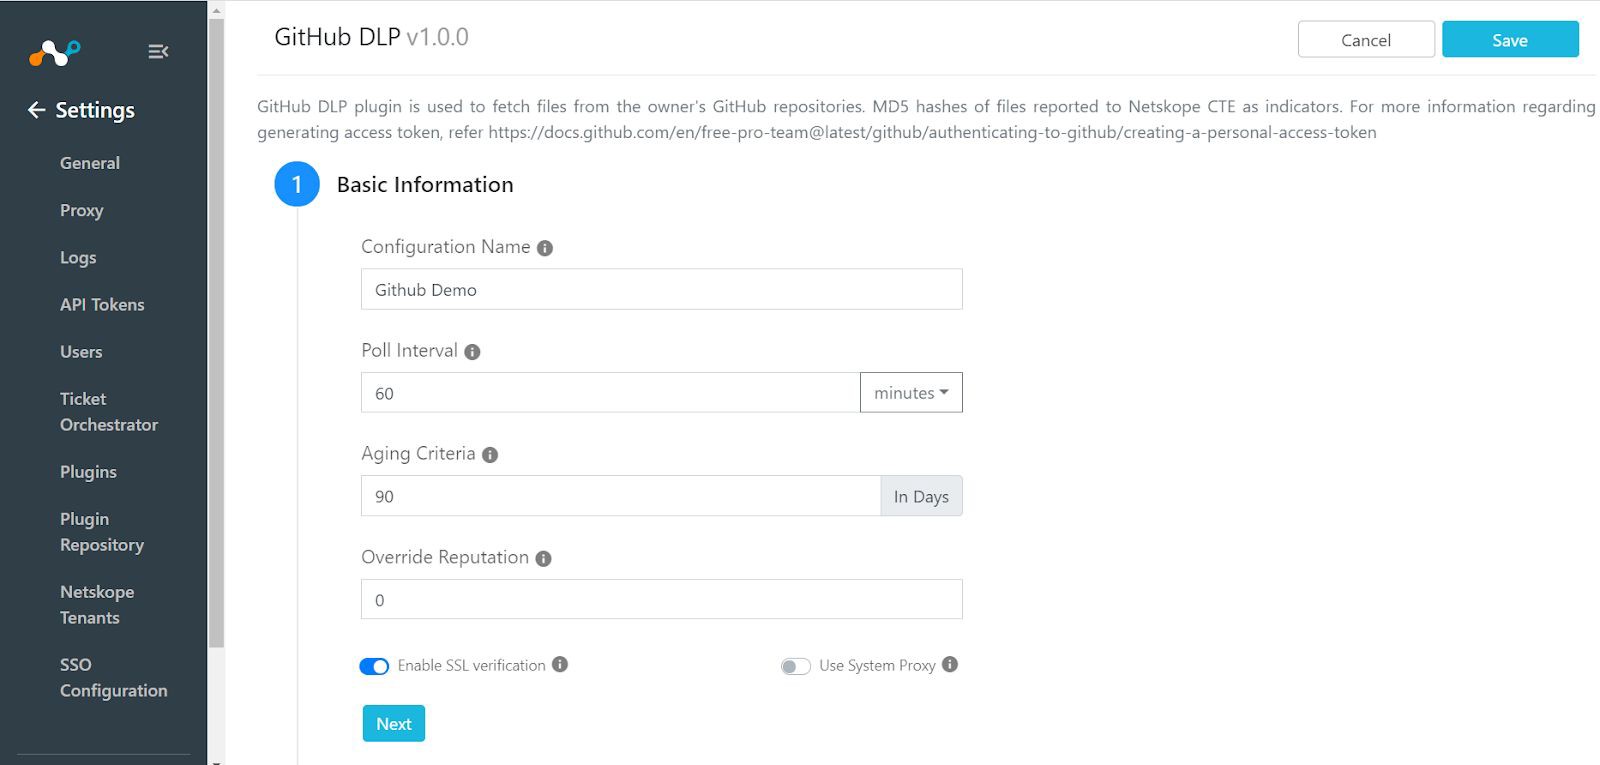 GitHub DLP v1.0.0
Cancel
Save
Settings
General
Proxy
Logs
API Tokens
Users
Ticket
Orchestrator
Plugins
Plugin
Repository
Netskope
Tenants
SSO
Configuration
GitHub DLP plugin is used to fetch files from the owner's GitHub repositories. MD5 hashes of files reported to Netskope CTE as indicators. For more information regarding
generating access token, refer https://docs.github.com/en/free-pro-team@latest/github/authenticating-to-github/creating-a-personal-access-token
1 Basic Information
Configuration Name
Github Demo
Poll Interval
60 minutes
Aging Criteria
90 In Days
Override Reputation
0
Enable SSL verification Use System Proxy
Next